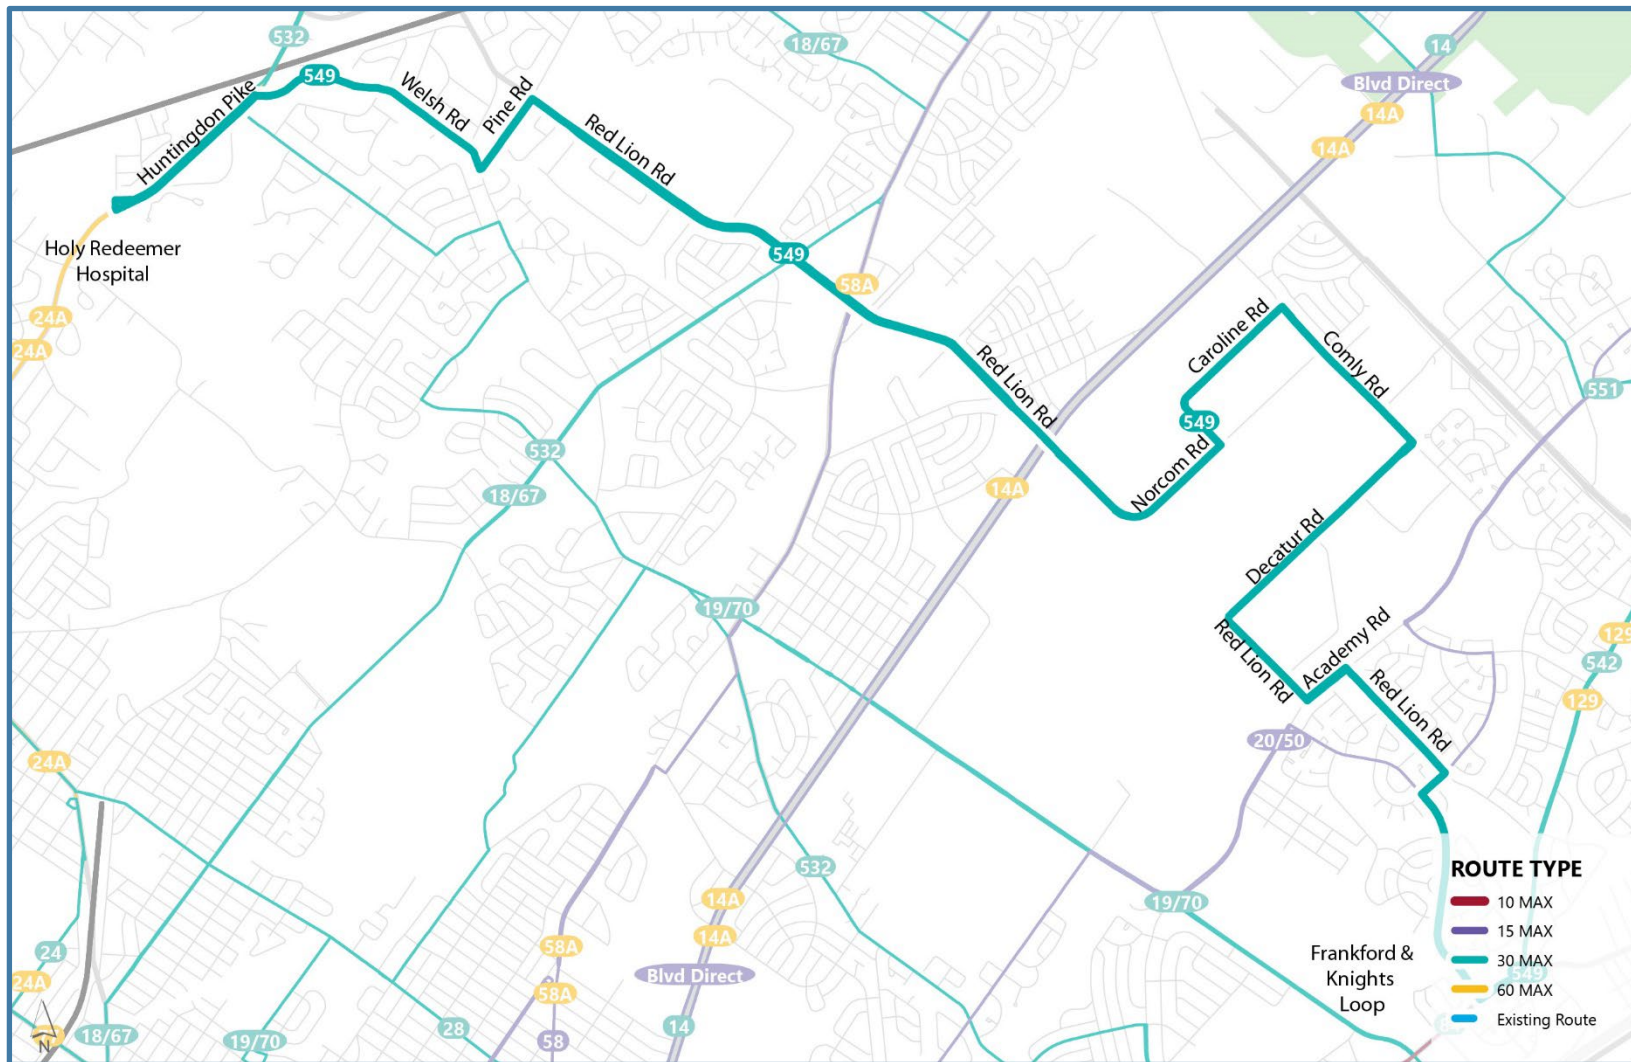 532
18/67
14
Blvd Direct
14A
14A
549
Huntingdon Pike
Welsh Rd
Pine Rd
Red Lion Rd
Holy Redeemer
Hospital
549
58A
24A
24A
Caroline Rd
Comly Rd
Red Lion Rd
549
551
532
Norcom Rd
18/67
14A
Decatur Rd
19/70
Red Lion Rd
Academy Rd
129
542
129
Red Lion Rd
20/50
24A
532
ROUTE TYPE
10 MAX
15 MAX
30 MAX
60 MAX
Existing Route
14A
19/70
14A
58A
24
Blvd Direct
Frankford &
Knights
Loop
549
24A
58A
18/67
19/70
28
58
14
N